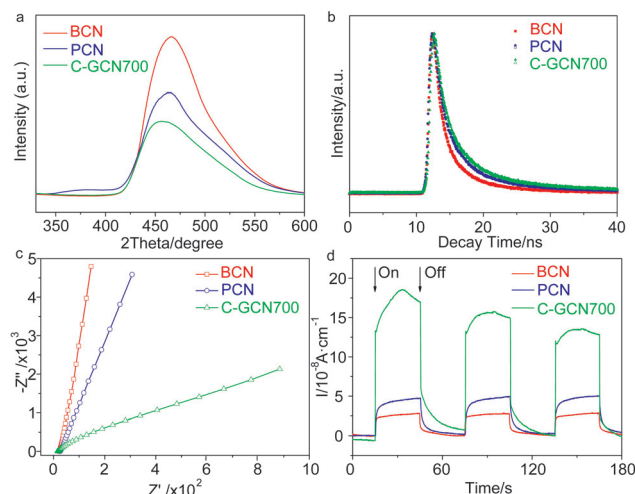 a
BCN
PCN
C-GCN700
Intensity (a.u.)
350 400 450 500 550 600
2Theta/degree
b
BCN
PCN
C-GCN700
Intensity/a.u.
0 10 20 30 40
Decay Time/ns
c
BCN
PCN
C-GCN700
-Z"/x10³
5
4
3
2
1
0
0 2 4 6 8 10
Z'/x10²
d
On
Off
BCN
PCN
C-GCN700
I/10⁻⁸A·cm⁻¹
20
15
10
5
0
0 60 120 180
Time/s